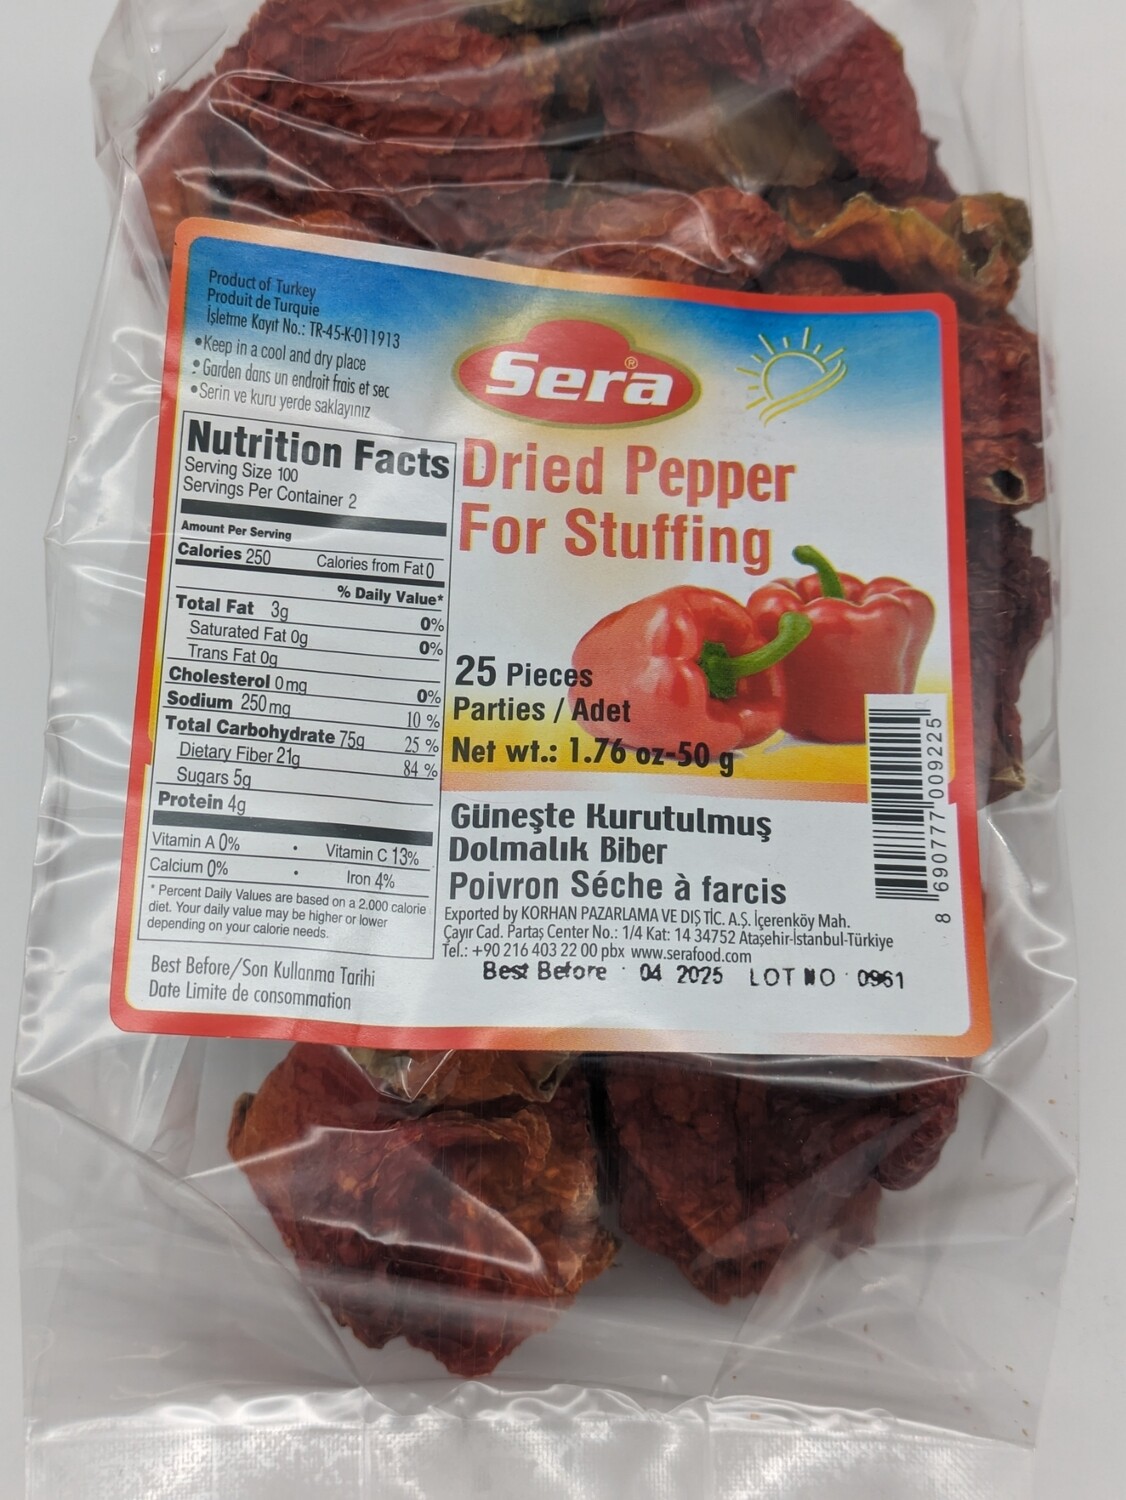 Product of Turkey
Produit de Turquie
İşletme Kayıt No.: TR-45-K-011913
•Keep in a cool and dry place
•Garden dans un endroit frais et sec
•Serin ve kuru yerde saklayınız
Nutrition Facts
Serving Size 100
Servings Per Container 2
Amount Per Serving
Calories 250 Calories from Fat 0
% Daily Value*
Total Fat 3g 0%
Saturated Fat 0g 0%
Trans Fat 0g
Cholesterol 0mg 0%
Sodium 250mg 10 %
Total Carbohydrate 75g 25 %
Dietary Fiber 21g 84 %
Sugars 5g
Protein 4g
Vitamin A 0% • Vitamin C 13%
Calcium 0% • Iron 4%
* Percent Daily Values are based on a 2.000 calorie
diet. Your daily value may be higher or lower
depending on your calorie needs.
Best Before/Son Kullanma Tarihi
Date Limite de consommation
Sera®
Dried Pepper
For Stuffing
25 Pieces
Parties / Adet
Net wt.: 1.76 oz-50 g
Güneşte Kurutulmuş
Dolmalık Biber
Poivron Séche à farcis
Exported by KORHAN PAZARLAMA VE DIŞ TİC. A.Ş. İçerenköy Mah.
Çayır Cad. Partaş Center No.: 1/4 Kat: 14 34752 Ataşehir-İstanbul-Türkiye
Tel.: +90 216 403 22 00 pbx www.serafood.com
Best Before 04 2025 LOT NO 0961
8 690777 009225